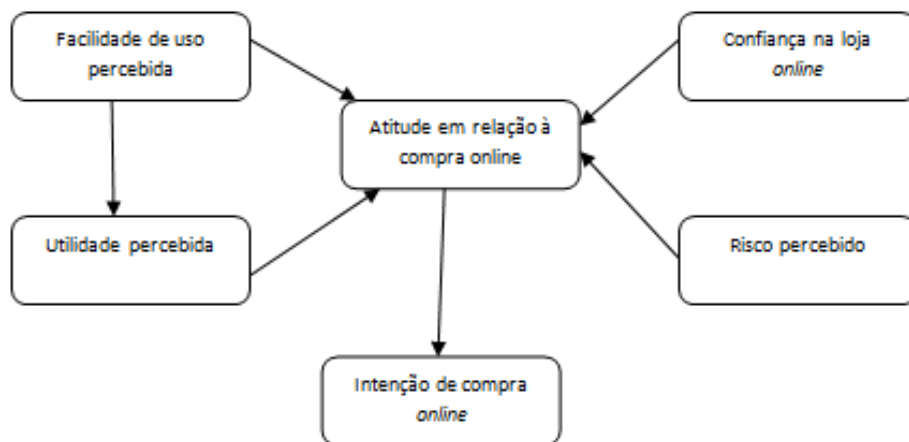 Facilidade de uso
percebida
Confiança na loja
online
Atitude em relação à
compra online
Utilidade percebida
Risco percebido
Intenção de compra
online